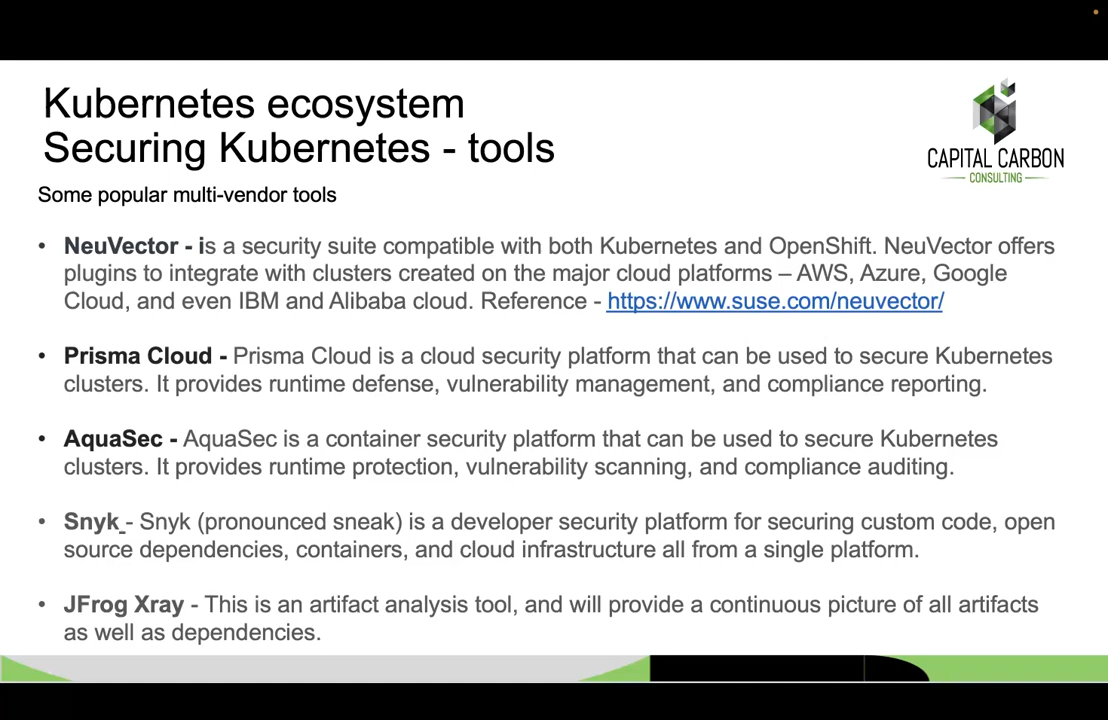 Kubernetes ecosystem
Securing Kubernetes - tools
CAPITAL CARBON
CONSULTING
Some popular multi-vendor tools
• NeuVector - is a security suite compatible with both Kubernetes and OpenShift. NeuVector offers
plugins to integrate with clusters created on the major cloud platforms – AWS, Azure, Google
Cloud, and even IBM and Alibaba cloud. Reference - https://www.suse.com/neuvector/
• Prisma Cloud - Prisma Cloud is a cloud security platform that can be used to secure Kubernetes
clusters. It provides runtime defense, vulnerability management, and compliance reporting.
• AquaSec - AquaSec is a container security platform that can be used to secure Kubernetes
clusters. It provides runtime protection, vulnerability scanning, and compliance auditing.
• Snyk - Snyk (pronounced sneak) is a developer security platform for securing custom code, open
source dependencies, containers, and cloud infrastructure all from a single platform.
• JFrog Xray - This is an artifact analysis tool, and will provide a continuous picture of all artifacts
as well as dependencies.